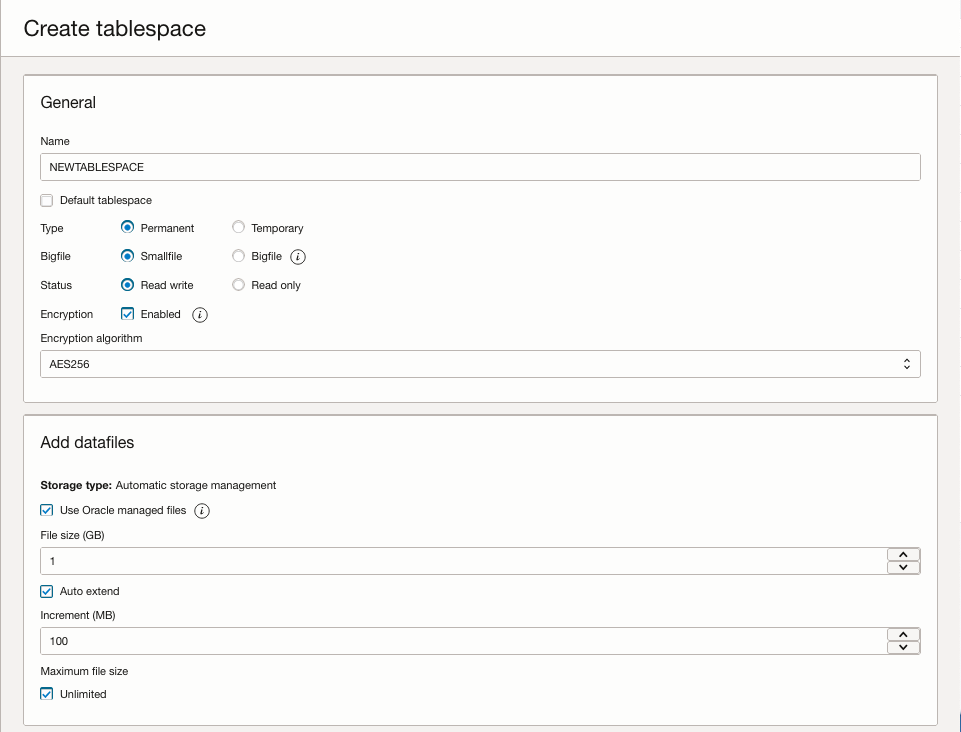 Create tablespace
General
Name
NEWTABLESPACE
Default tablespace
Type Permanent Temporary
Bigfile Smallfile Bigfile i
Status Read write Read only
Encryption Enabled i
Encryption algorithm
AES256
Add datafiles
Storage type: Automatic storage management
Use Oracle managed files i
File size (GB)
1
Auto extend
Increment (MB)
100
Maximum file size
Unlimited